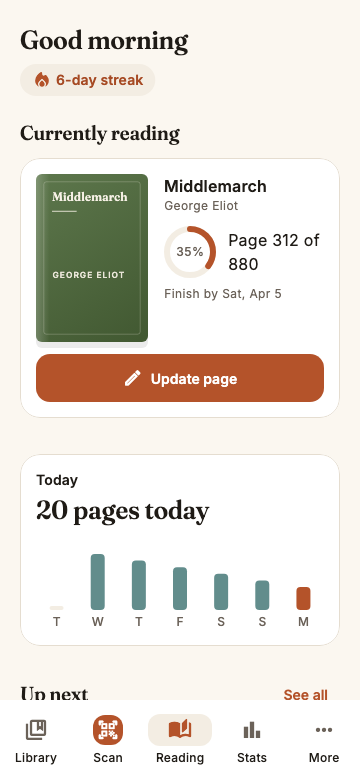 Good morning
6-day streak
Currently reading
Middlemarch
GEORGE ELIOT
Middlemarch
George Eliot
35%
Page 312 of
880
Finish by Sat, Apr 5
Update page
Today
20 pages today
T W T F S S M
Up next
See all
Library
Scan
Reading
Stats
More